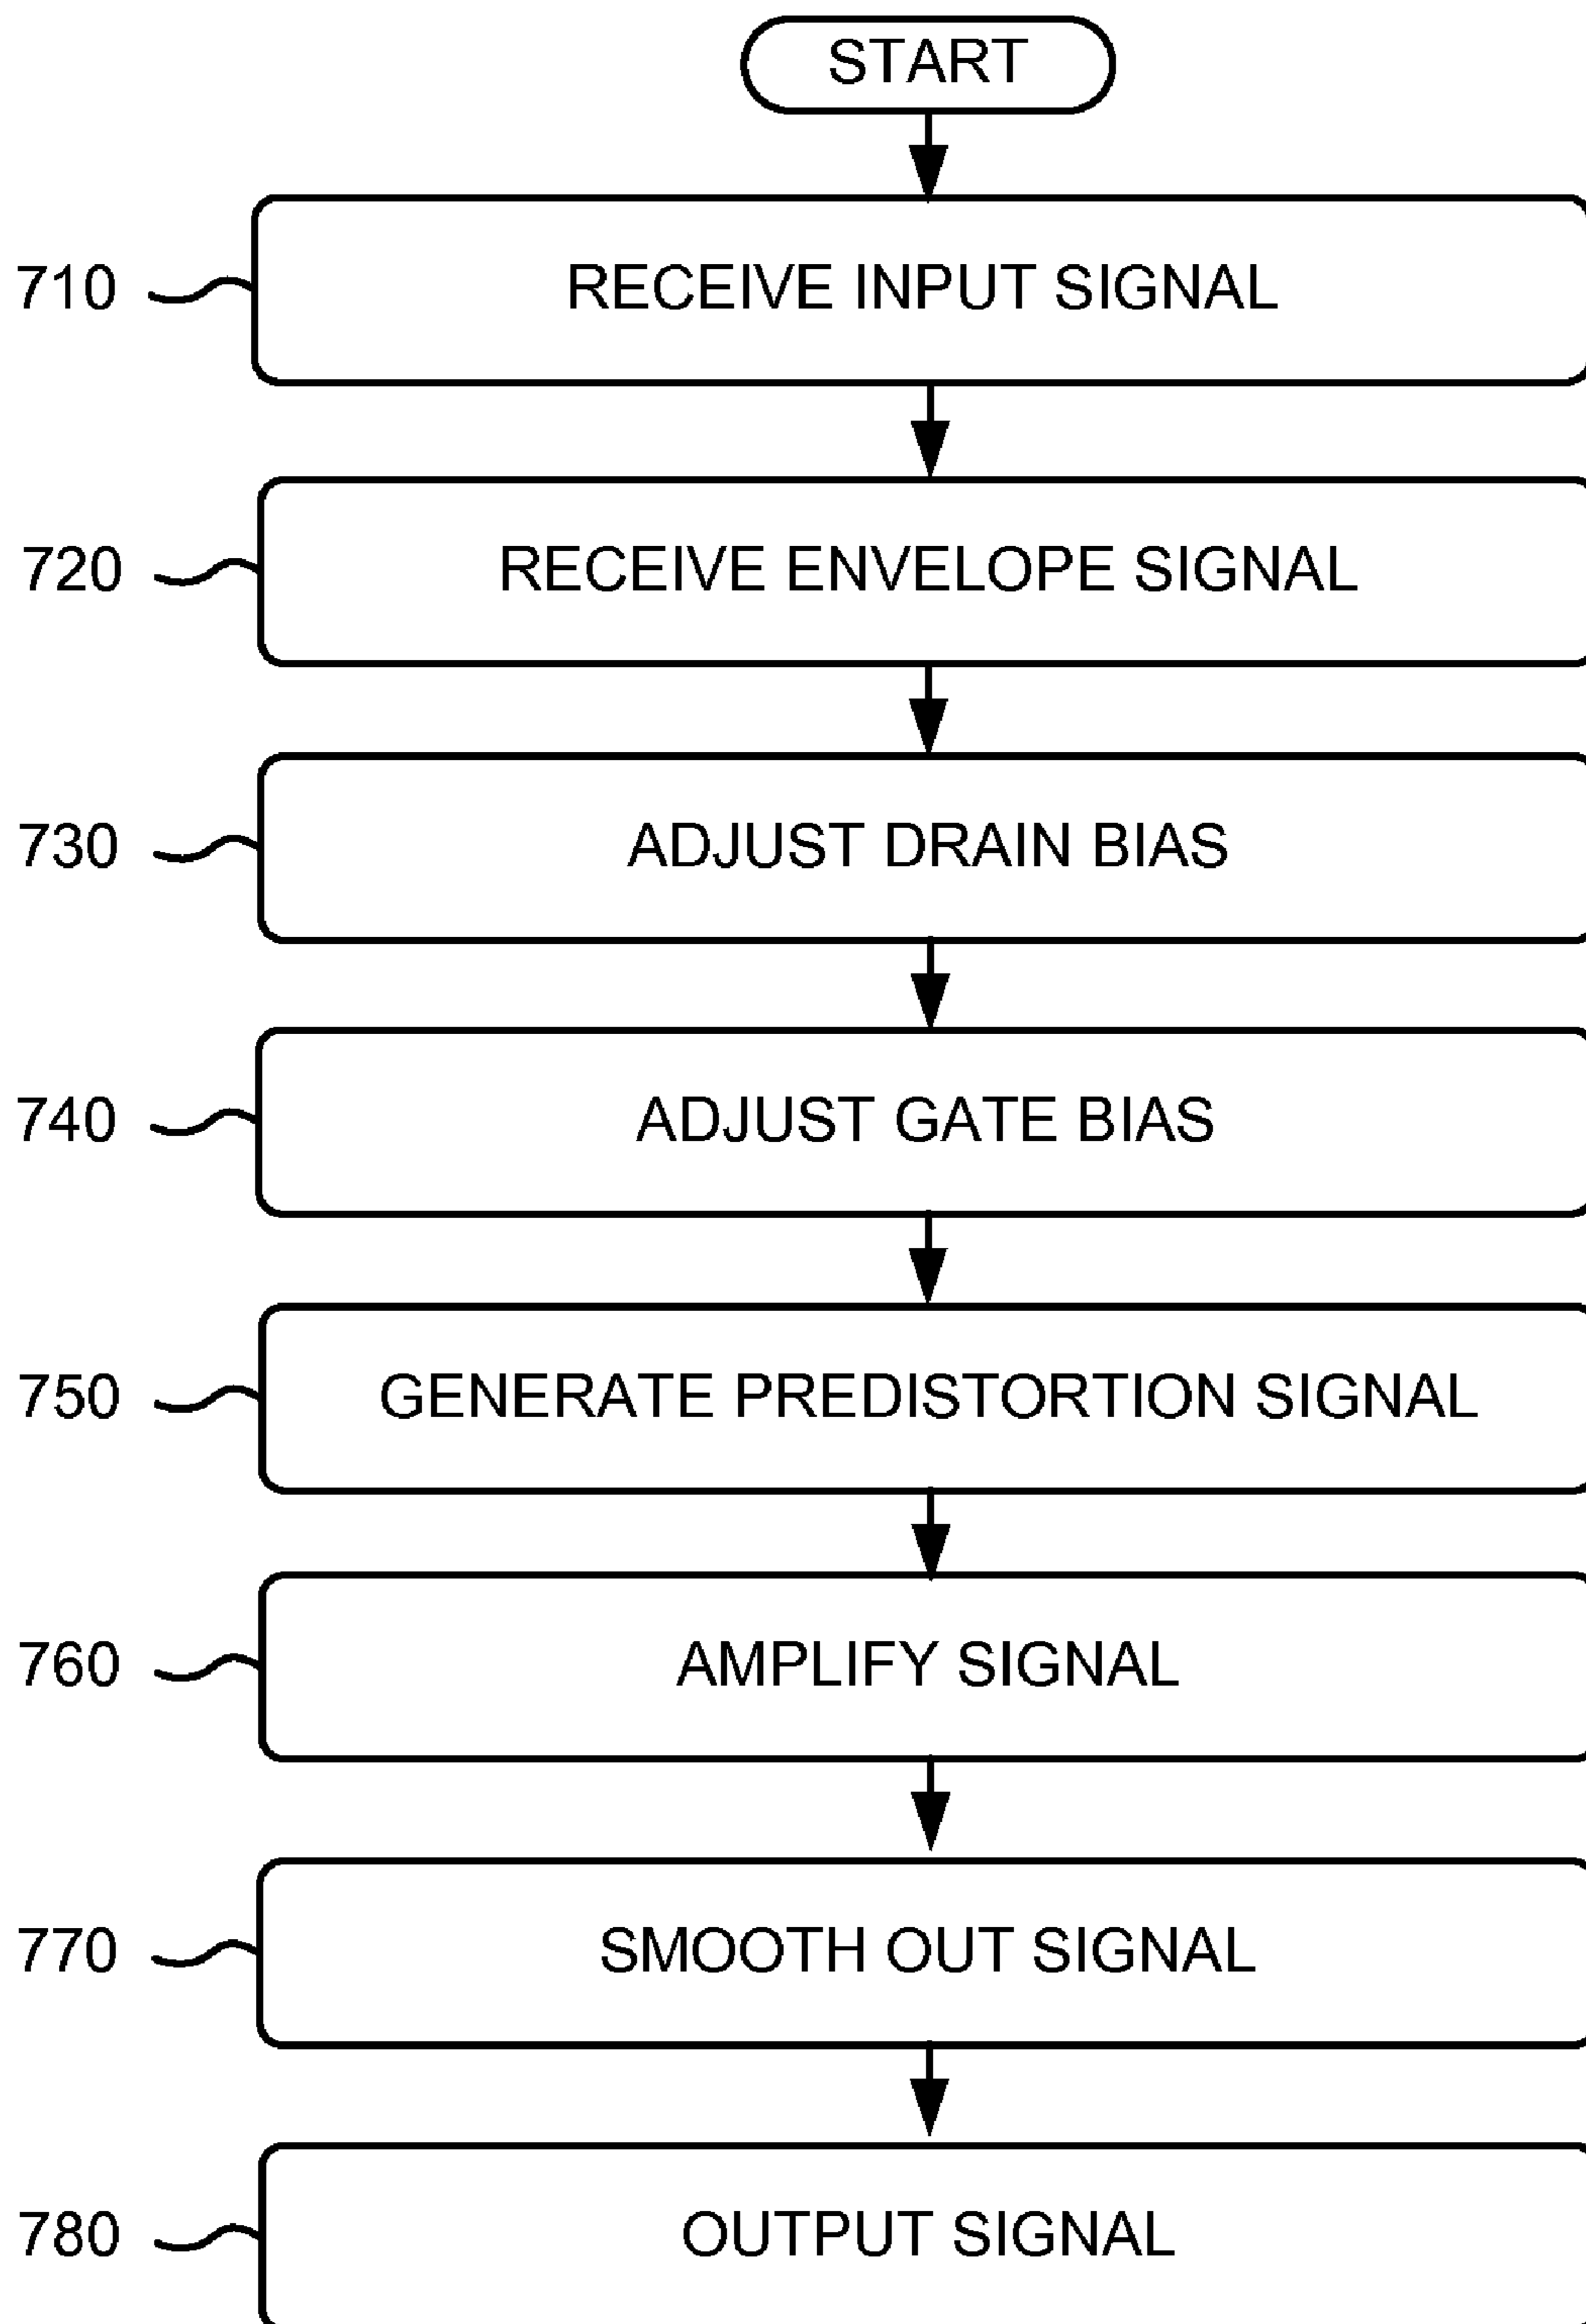 START
710 RECEIVE INPUT SIGNAL
720 RECEIVE ENVELOPE SIGNAL
730 ADJUST DRAIN BIAS
740 ADJUST GATE BIAS
750 GENERATE PREDISTORTION SIGNAL
760 AMPLIFY SIGNAL
770 SMOOTH OUT SIGNAL
780 OUTPUT SIGNAL